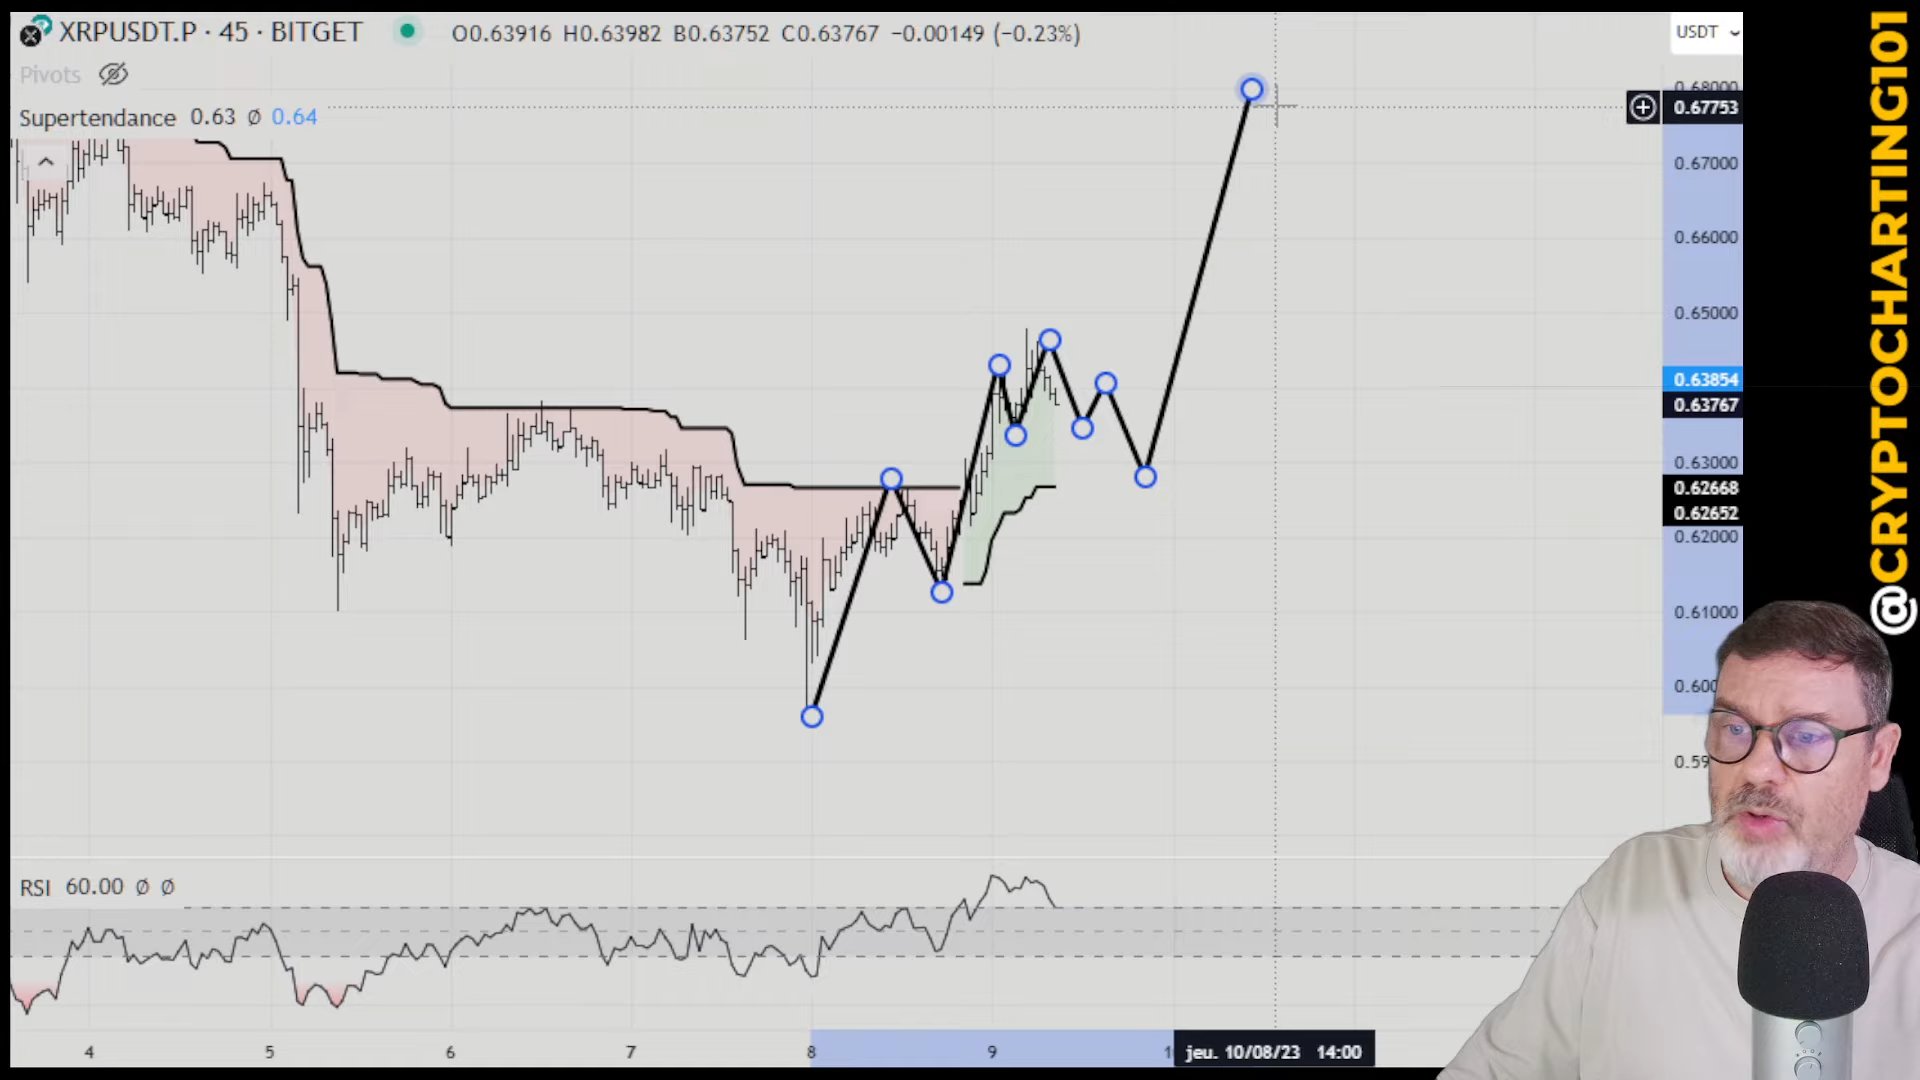 XRPUSDT.P · 45 · BITGET
O0.63916 H0.63982 B0.63752 C0.63767 −0.00149 (−0.23%)
USDT
Pivots
Supertendance 0.63 Ø 0.64
0.68000
0.67753
0.67000
0.66000
0.65000
0.63854
0.63767
0.63000
0.62668
0.62652
0.62000
0.61000
RSI 60.00 Ø Ø
4 5 6 7 8 9
jeu. 10/08/23 14:00
@CRYPTOCHARTING101